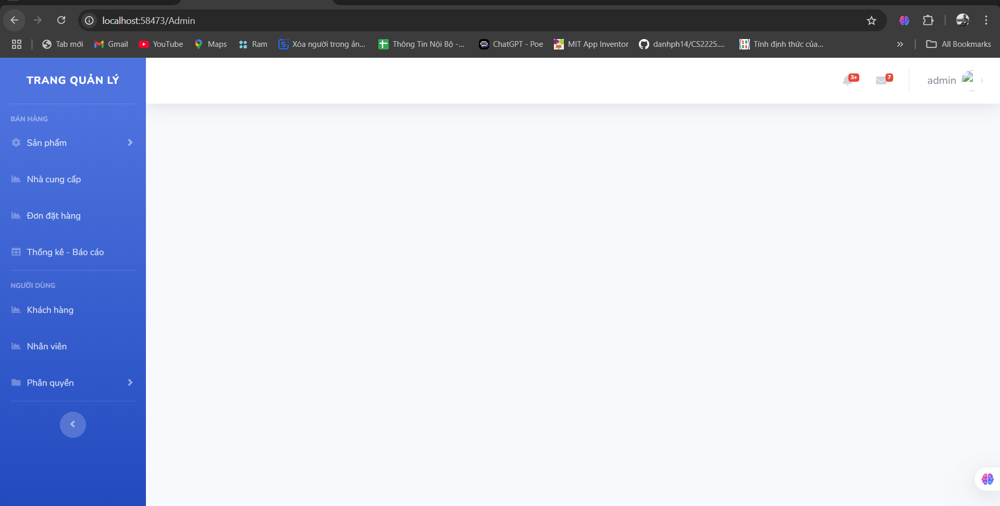 localhost:58473/Admin
Tab mới Gmail YouTube Maps Ram Xóa người trong ản... Thông Tin Nội Bộ -... ChatGPT - Poe MIT App Inventor danhph14/CS2225.... Tính định thức của... All Bookmarks
TRANG QUẢN LÝ
3+ 7 admin
BÁN HÀNG
Sản phẩm
Nhà cung cấp
Đơn đặt hàng
Thống kê - Báo cáo
NGƯỜI DÙNG
Khách hàng
Nhân viên
Phân quyền